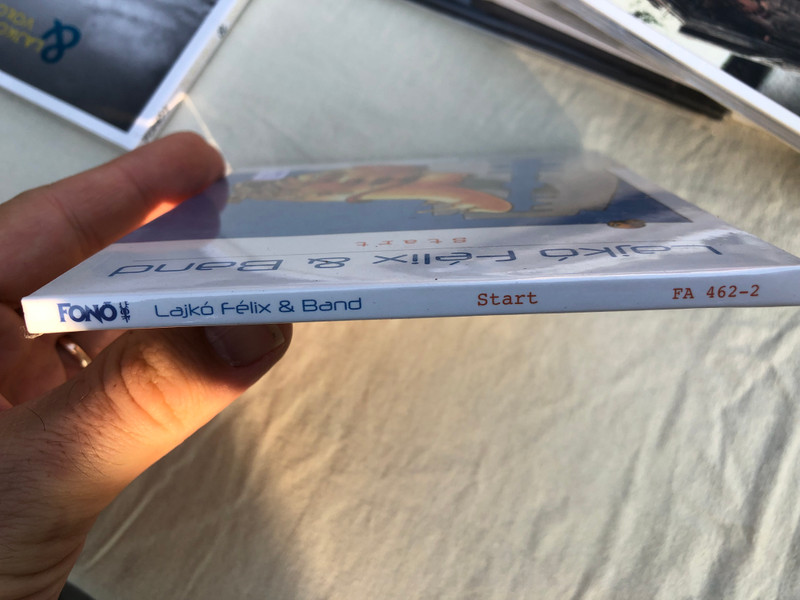 FONÓ Lajkó Félix & Band Start FA 462-2
Lajkó Félix & Band
Start